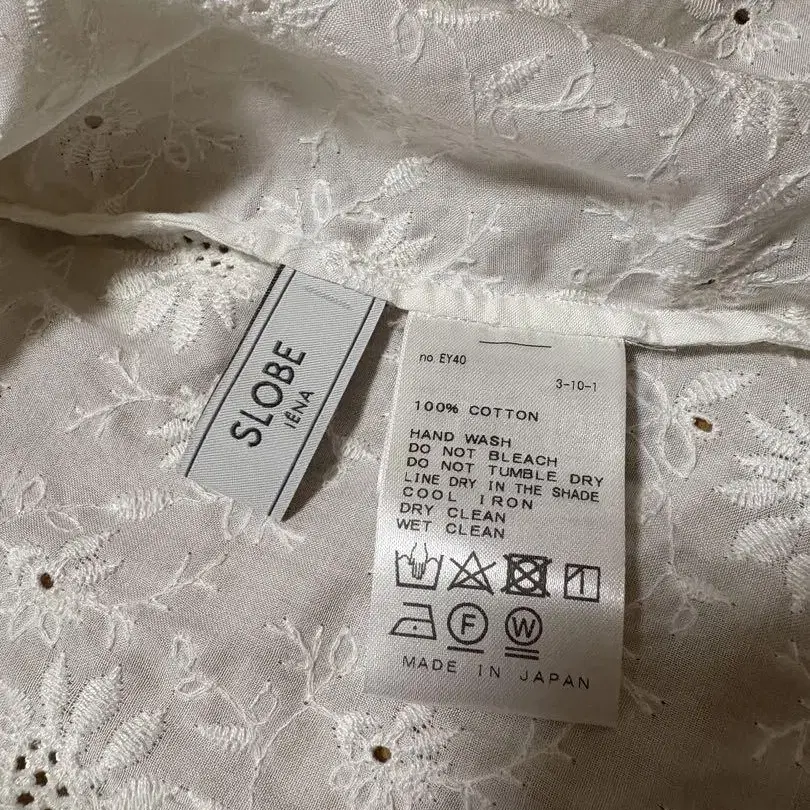 SLOBE
IÉNA
no EY40
3-10-1
100% COTTON
HAND WASH
DO NOT BLEACH
DO NOT TUMBLE DRY
LINE DRY IN THE SHADE
COOL IRON
DRY CLEAN
WET CLEAN
F W
MADE IN JAPAN